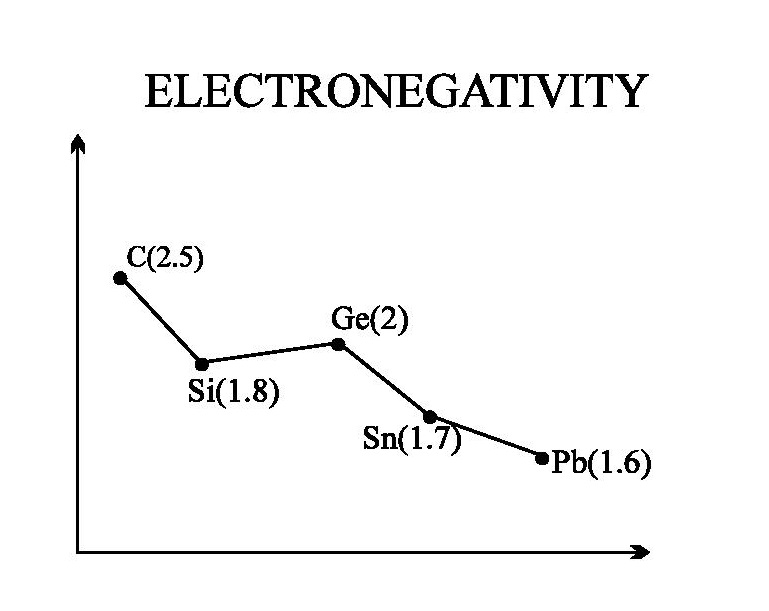 ELECTRONEGATIVITY
C(2.5)
Ge(2)
Si(1.8)
Sn(1.7)
Pb(1.6)